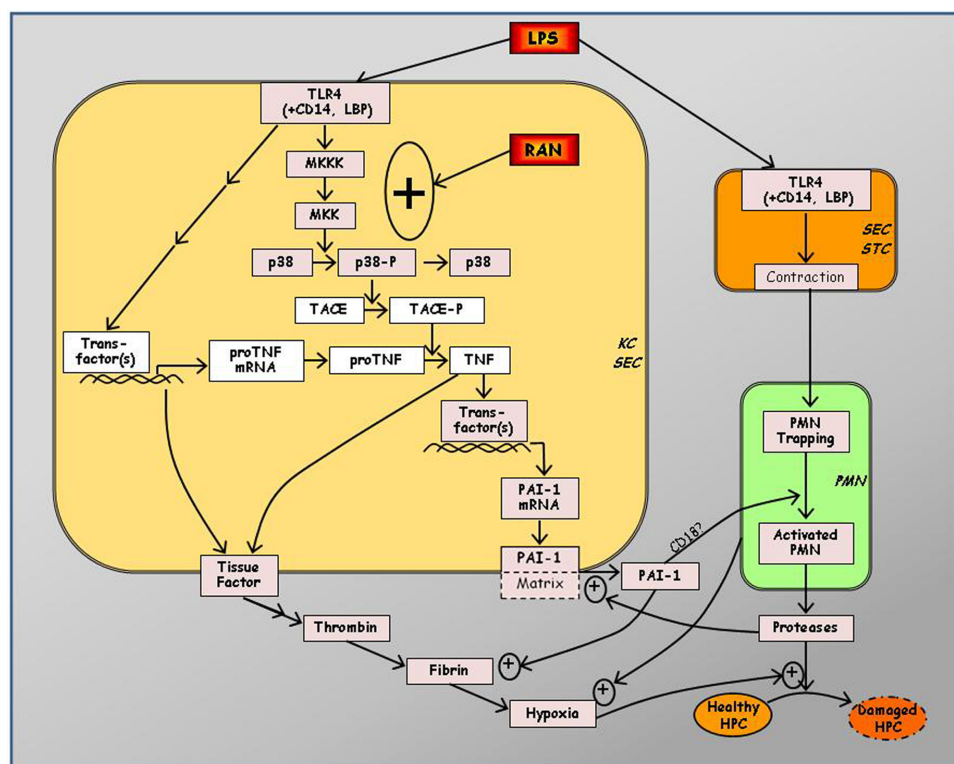 LPS
TLR4
(+CD14, LBP)
RAN
MKKK
+
TLR4
(+CD14, LBP)
MKK
SEC
STC
p38
p38-P
p38
Contraction
TACE
TACE-P
Trans-
factor(s)
proTNF
mRNA
proTNF
TNF
KC
SEC
Trans-
factor(s)
PMN
Trapping
PAI-1
mRNA
PMN
CD18?
Activated
PMN
Tissue
Factor
PAI-1
Matrix
+
PAI-1
Thrombin
Proteases
Fibrin
+
+
+
Hypoxia
Healthy
HPC
Damaged
HPC